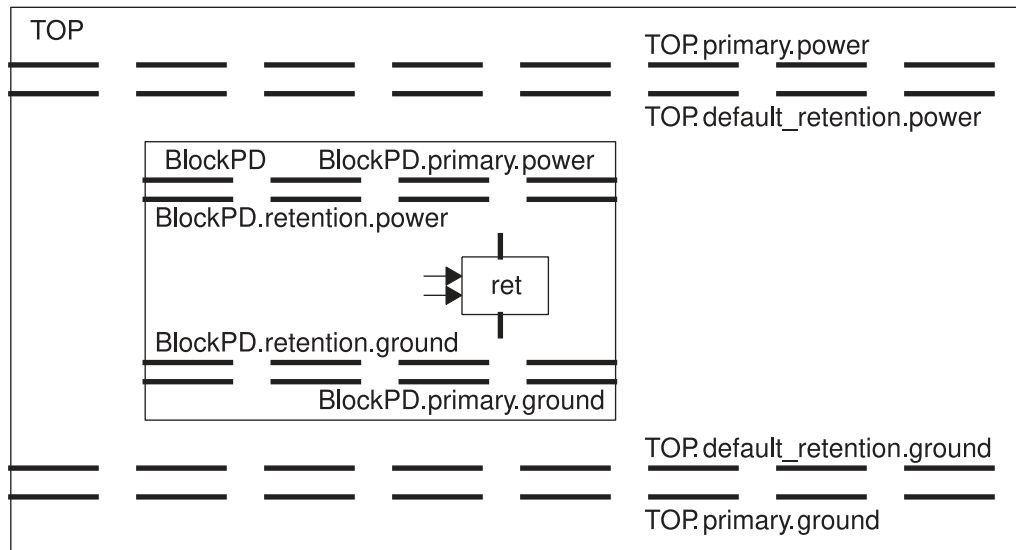 TOP
TOP.primary.power
TOP.default_retention.power
BlockPD BlockPD.primary.power
BlockPD.retention.power
ret
BlockPD.retention.ground
BlockPD.primary.ground
TOP.default_retention.ground
TOP.primary.ground